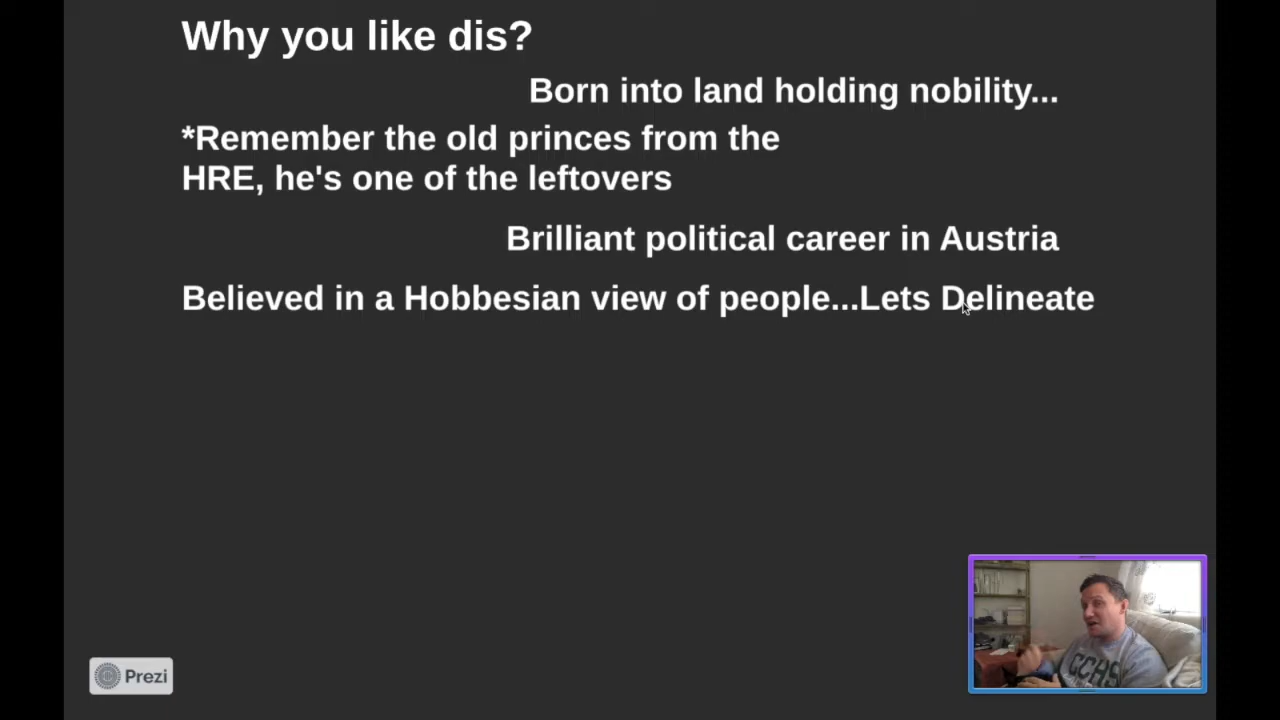 Why you like dis?
Born into land holding nobility...
*Remember the old princes from the
HRE, he's one of the leftovers
Brilliant political career in Austria
Believed in a Hobbesian view of people...Lets Delineate
CCHS
Prezi